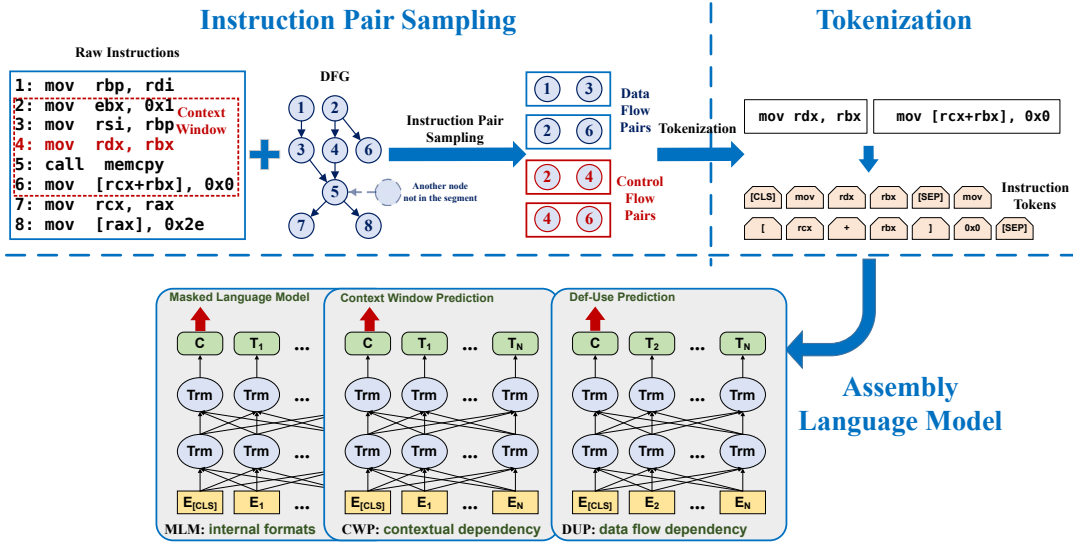 Instruction Pair Sampling
Tokenization
Raw Instructions
1: mov rbp, rdi
2: mov ebx, 0x1
3: mov rsi, rbp
4: mov rdx, rbx
5: call memcpy
6: mov [rcx+rbx], 0x0
7: mov rcx, rax
8: mov [rax], 0x2e
Context
Window
DFG
1
2
3
4
6
5
7
8
Another node
not in the segment
Instruction Pair
Sampling
1 3
2 6
2 4
4 6
Data
Flow
Pairs
Control
Flow
Pairs
Tokenization
mov rdx, rbx
mov [rcx+rbx], 0x0
[CLS] mov rdx rbx [SEP] mov
[ rcx + rbx ] 0x0 [SEP]
Instruction
Tokens
Assembly
Language Model
Masked Language Model
C T1 ...
Trm Trm ...
Trm Trm ...
E[CLS] E1 ...
MLM: internal formats
Context Window Prediction
C T1 ... TN
Trm Trm ... Trm
Trm Trm ... Trm
E[CLS] E1 ... EN
CWP: contextual dependency
Def-Use Prediction
C T2 ... TN
Trm Trm ... Trm
Trm Trm ... Trm
E[CLS] E2 ... EN
DUP: data flow dependency